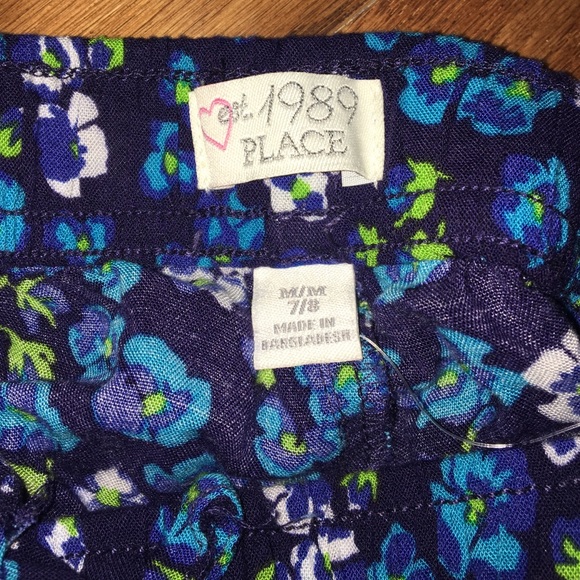 est. 1989
PLACE
M/M
7/8
MADE IN
BANGLADESH